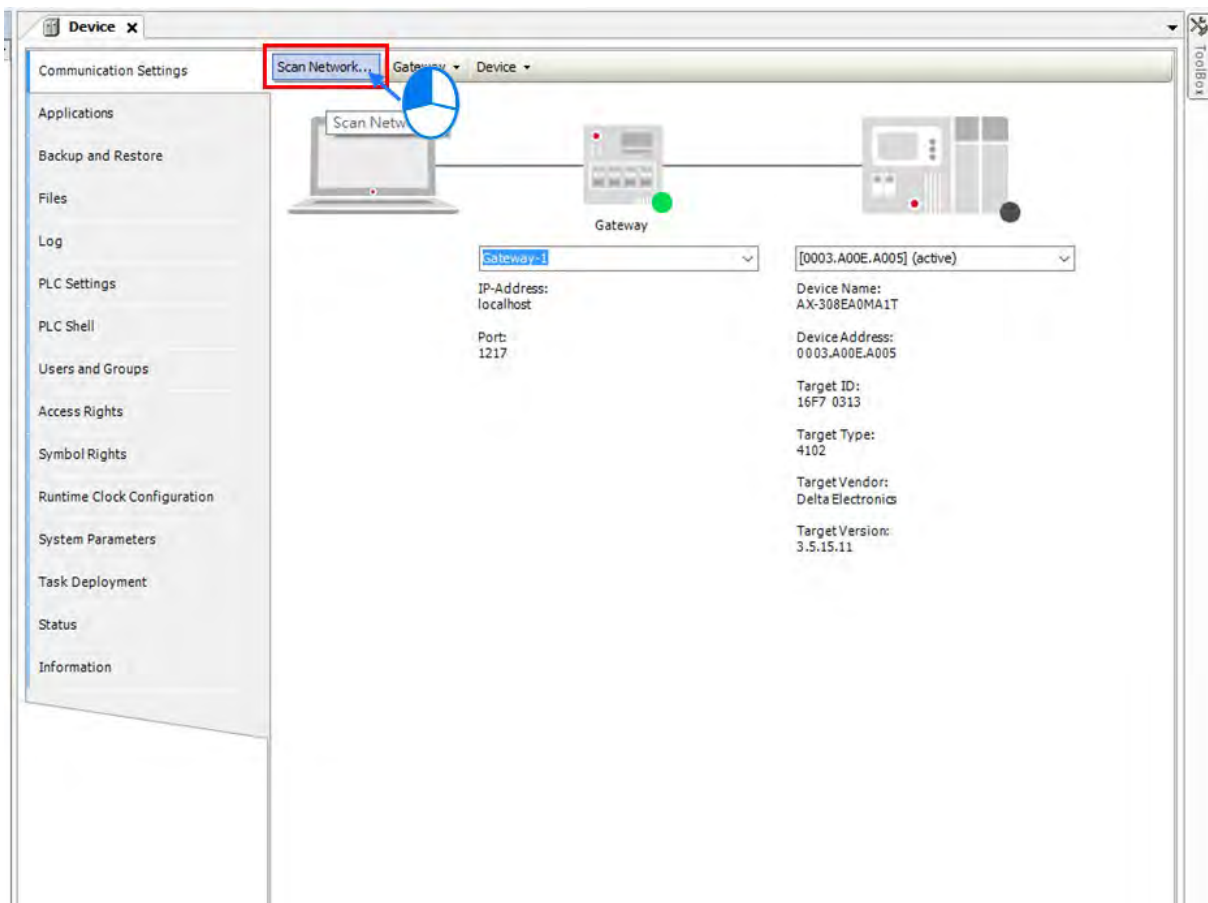 Device
ToolBox
Communication Settings
Scan Network... Gateway Device
Applications
Scan Netw
Backup and Restore
Files
Log
Gateway
PLC Settings
Gateway-1
[0003.A00E.A005] (active)
IP-Address:
localhost
Port:
1217
Device Name:
AX-308EA0MA1T
Device Address:
0003.A00E.A005
Target ID:
16F7 0313
Target Type:
4102
Target Vendor:
Delta Electronics
Target Version:
3.5.15.11
PLC Shell
Users and Groups
Access Rights
Symbol Rights
Runtime Clock Configuration
System Parameters
Task Deployment
Status
Information